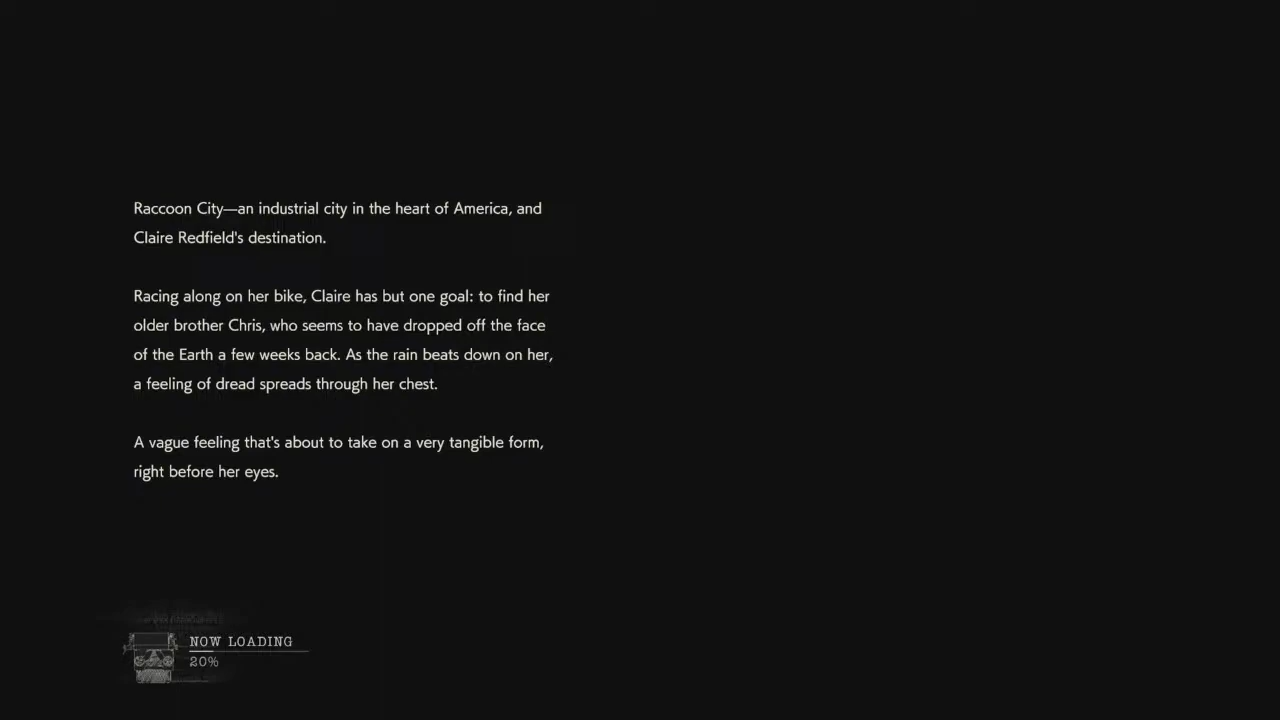 Raccoon City—an industrial city in the heart of America, and
Claire Redfield's destination.
Racing along on her bike, Claire has but one goal: to find her
older brother Chris, who seems to have dropped off the face
of the Earth a few weeks back. As the rain beats down on her,
a feeling of dread spreads through her chest.
A vague feeling that's about to take on a very tangible form,
right before her eyes.
NOW LOADING
20%